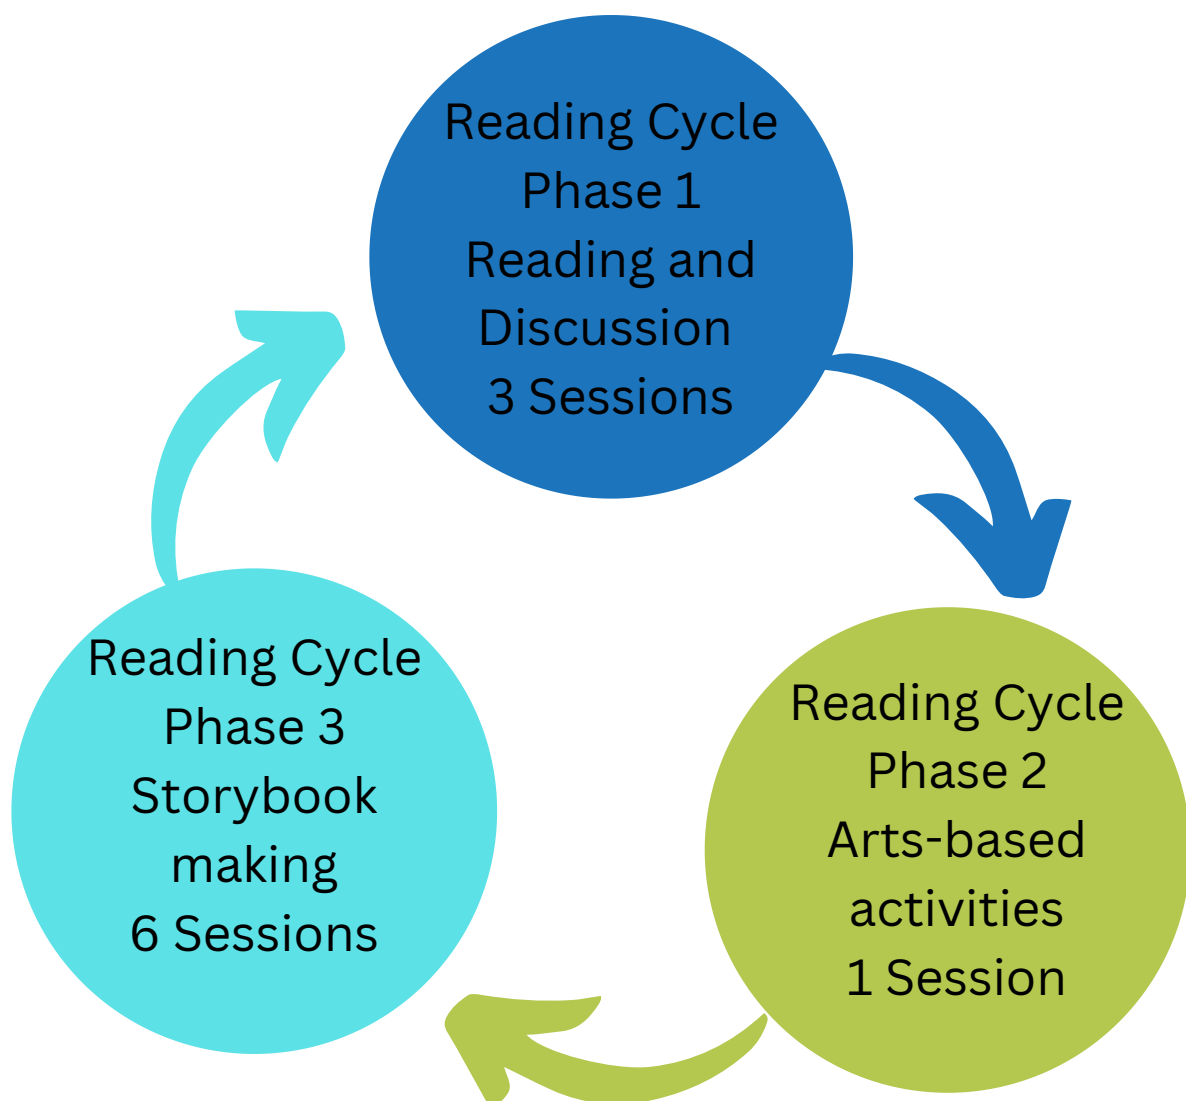 Reading Cycle
Phase 1
Reading and
Discussion
3 Sessions
Reading Cycle
Phase 2
Arts-based
activities
1 Session
Reading Cycle
Phase 3
Storybook
making
6 Sessions